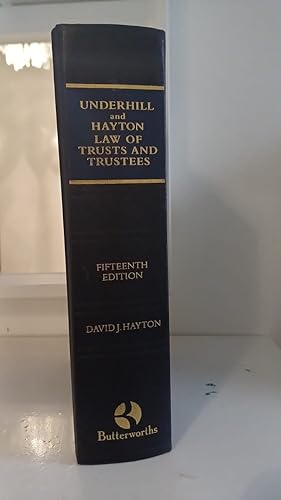 UNDERHILL
and
HAYTON
LAW OF
TRUSTS AND
TRUSTEES
FIFTEENTH
EDITION
DAVID J. HAYTON
Butterworths